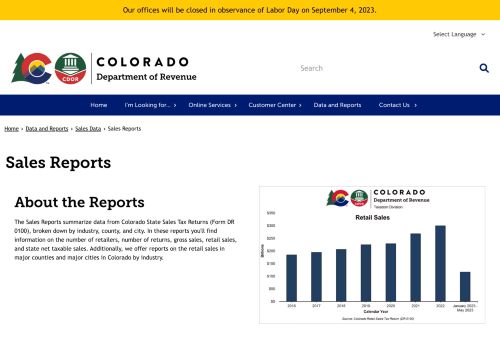 Our offices will be closed in observance of Labor Day on September 4, 2023.
Select Language
CDOR
COLORADO
Department of Revenue
Search
Home
I'm Looking for...
Online Services
Customer Center
Data and Reports
Contact Us
Home › Data and Reports › Sales Data › Sales Reports
Sales Reports
About the Reports
The Sales Reports summarize data from Colorado State Sales Tax Returns (Form DR
0100), broken down by industry, county, and city. In these reports you'll find
information on the number of retailers, number of returns, gross sales, retail sales,
and state net taxable sales. Additionally, we offer reports on the retail sales in
major counties and major cities in Colorado by industry.
COLORADO
Department of Revenue
Taxation Division
Retail Sales
Billions
$350
$300
$250
$200
$150
$100
$50
$0
2016
2017
2018
2019
2020
2021
2022
January 2023 -
May 2023
Calendar Year
Source: Colorado Retail Sales Tax Return (DR 0100)